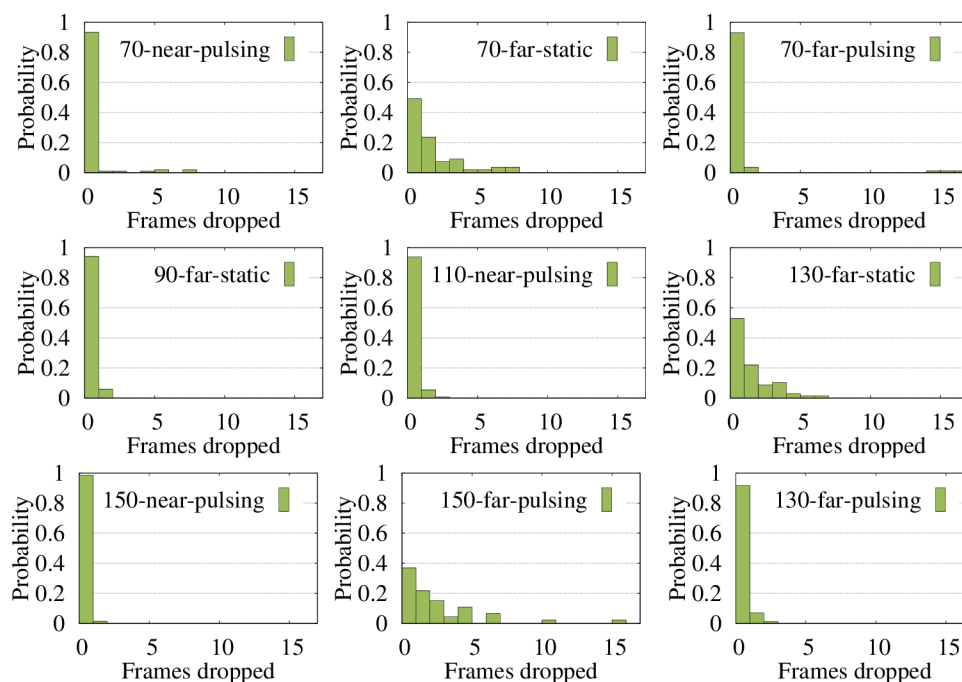 1
0.8
0.6
0.4
0.2
0
Probability
70-near-pulsing
0 5 10 15
Frames dropped
1
0.8
0.6
0.4
0.2
0
Probability
70-far-static
0 5 10 15
Frames dropped
1
0.8
0.6
0.4
0.2
0
Probability
70-far-pulsing
0 5 10 15
Frames dropped
1
0.8
0.6
0.4
0.2
0
Probability
90-far-static
0 5 10 15
Frames dropped
1
0.8
0.6
0.4
0.2
0
Probability
110-near-pulsing
0 5 10 15
Frames dropped
1
0.8
0.6
0.4
0.2
0
Probability
130-far-static
0 5 10 15
Frames dropped
1
0.8
0.6
0.4
0.2
0
Probability
150-near-pulsing
0 5 10 15
Frames dropped
1
0.8
0.6
0.4
0.2
0
Probability
150-far-pulsing
0 5 10 15
Frames dropped
1
0.8
0.6
0.4
0.2
0
Probability
130-far-pulsing
0 5 10 15
Frames dropped